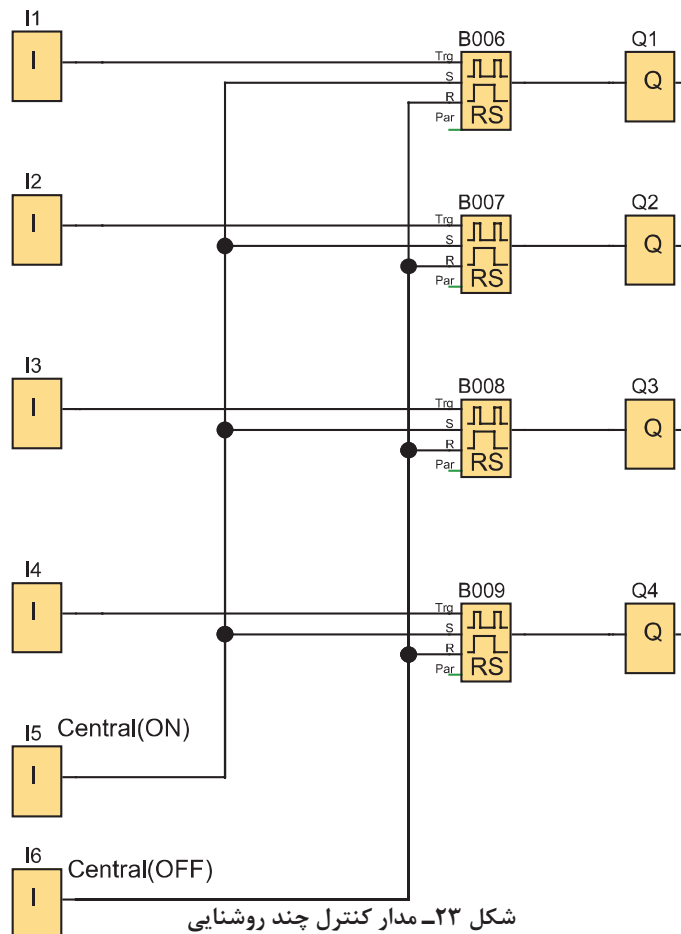 I1
I
B006
Trg
S
R
Par
RS
Q1
Q
I2
I
B007
Trg
S
R
Par
RS
Q2
Q
I3
I
B008
Trg
S
R
Par
RS
Q3
Q
I4
I
B009
Trg
S
R
Par
RS
Q4
Q
I5
Central(ON)
I
I6
Central(OFF)
I
شکل ۲۳ــ مدار کنترل چند روشنایی